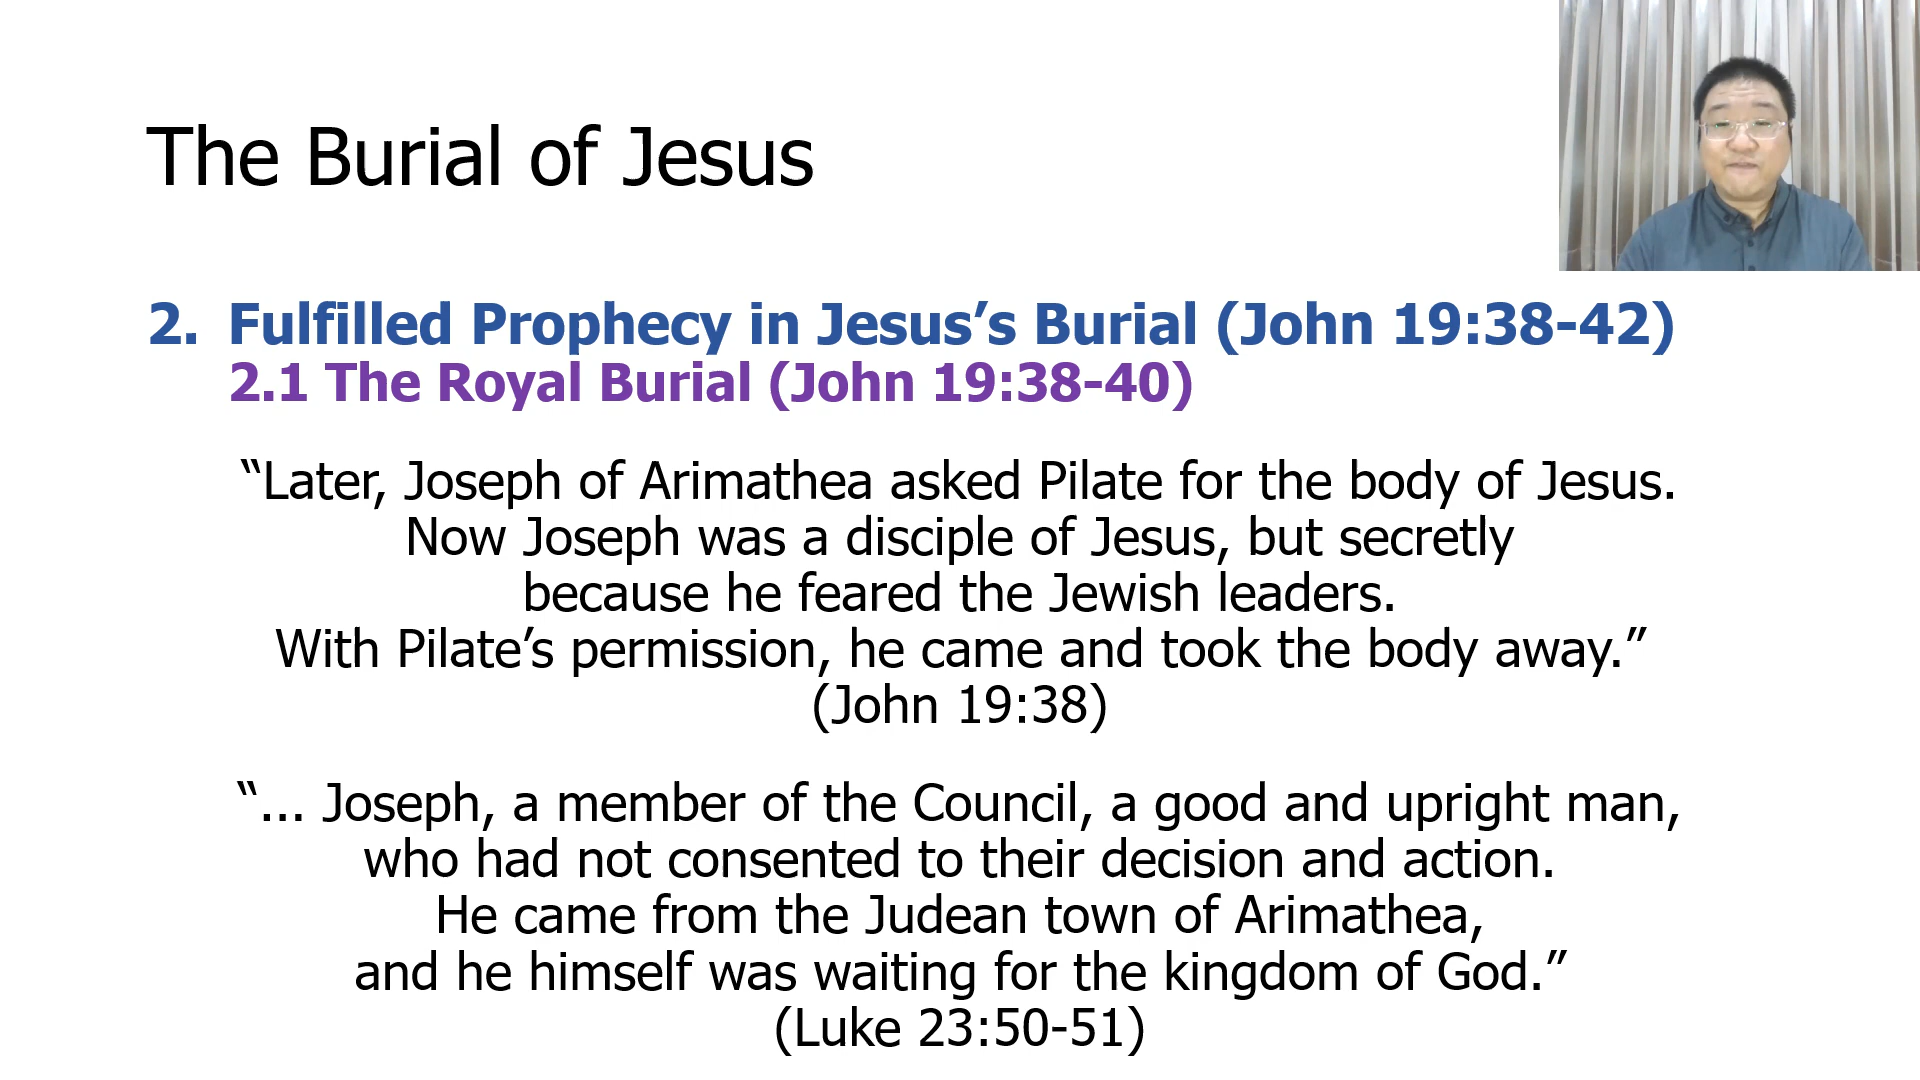 The Burial of Jesus
2. Fulfilled Prophecy in Jesus’s Burial (John 19:38-42)
2.1 The Royal Burial (John 19:38-40)
“Later, Joseph of Arimathea asked Pilate for the body of Jesus.
Now Joseph was a disciple of Jesus, but secretly
because he feared the Jewish leaders.
With Pilate’s permission, he came and took the body away.”
(John 19:38)
“... Joseph, a member of the Council, a good and upright man,
who had not consented to their decision and action.
He came from the Judean town of Arimathea,
and he himself was waiting for the kingdom of God.”
(Luke 23:50-51)